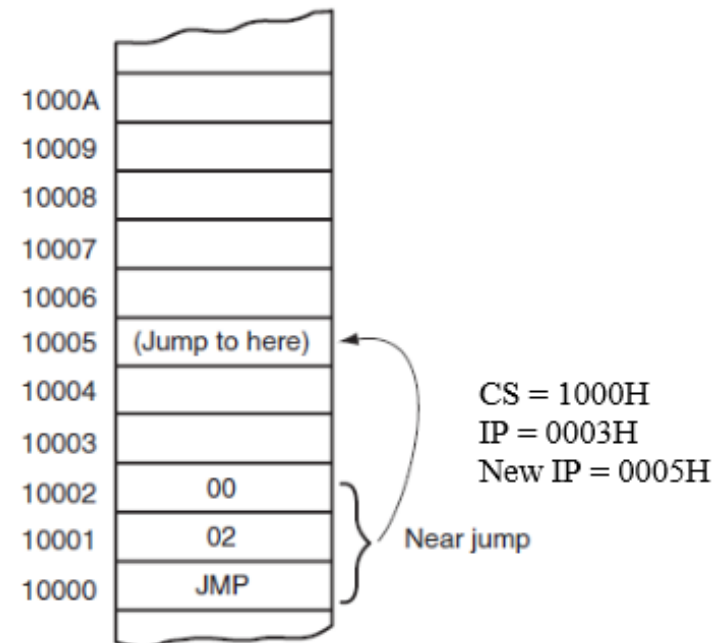 1000A
10009
10008
10007
10006
10005 (Jump to here)
10004
10003
10002 00
10001 02
10000 JMP
CS = 1000H
IP = 0003H
New IP = 0005H
Near jump